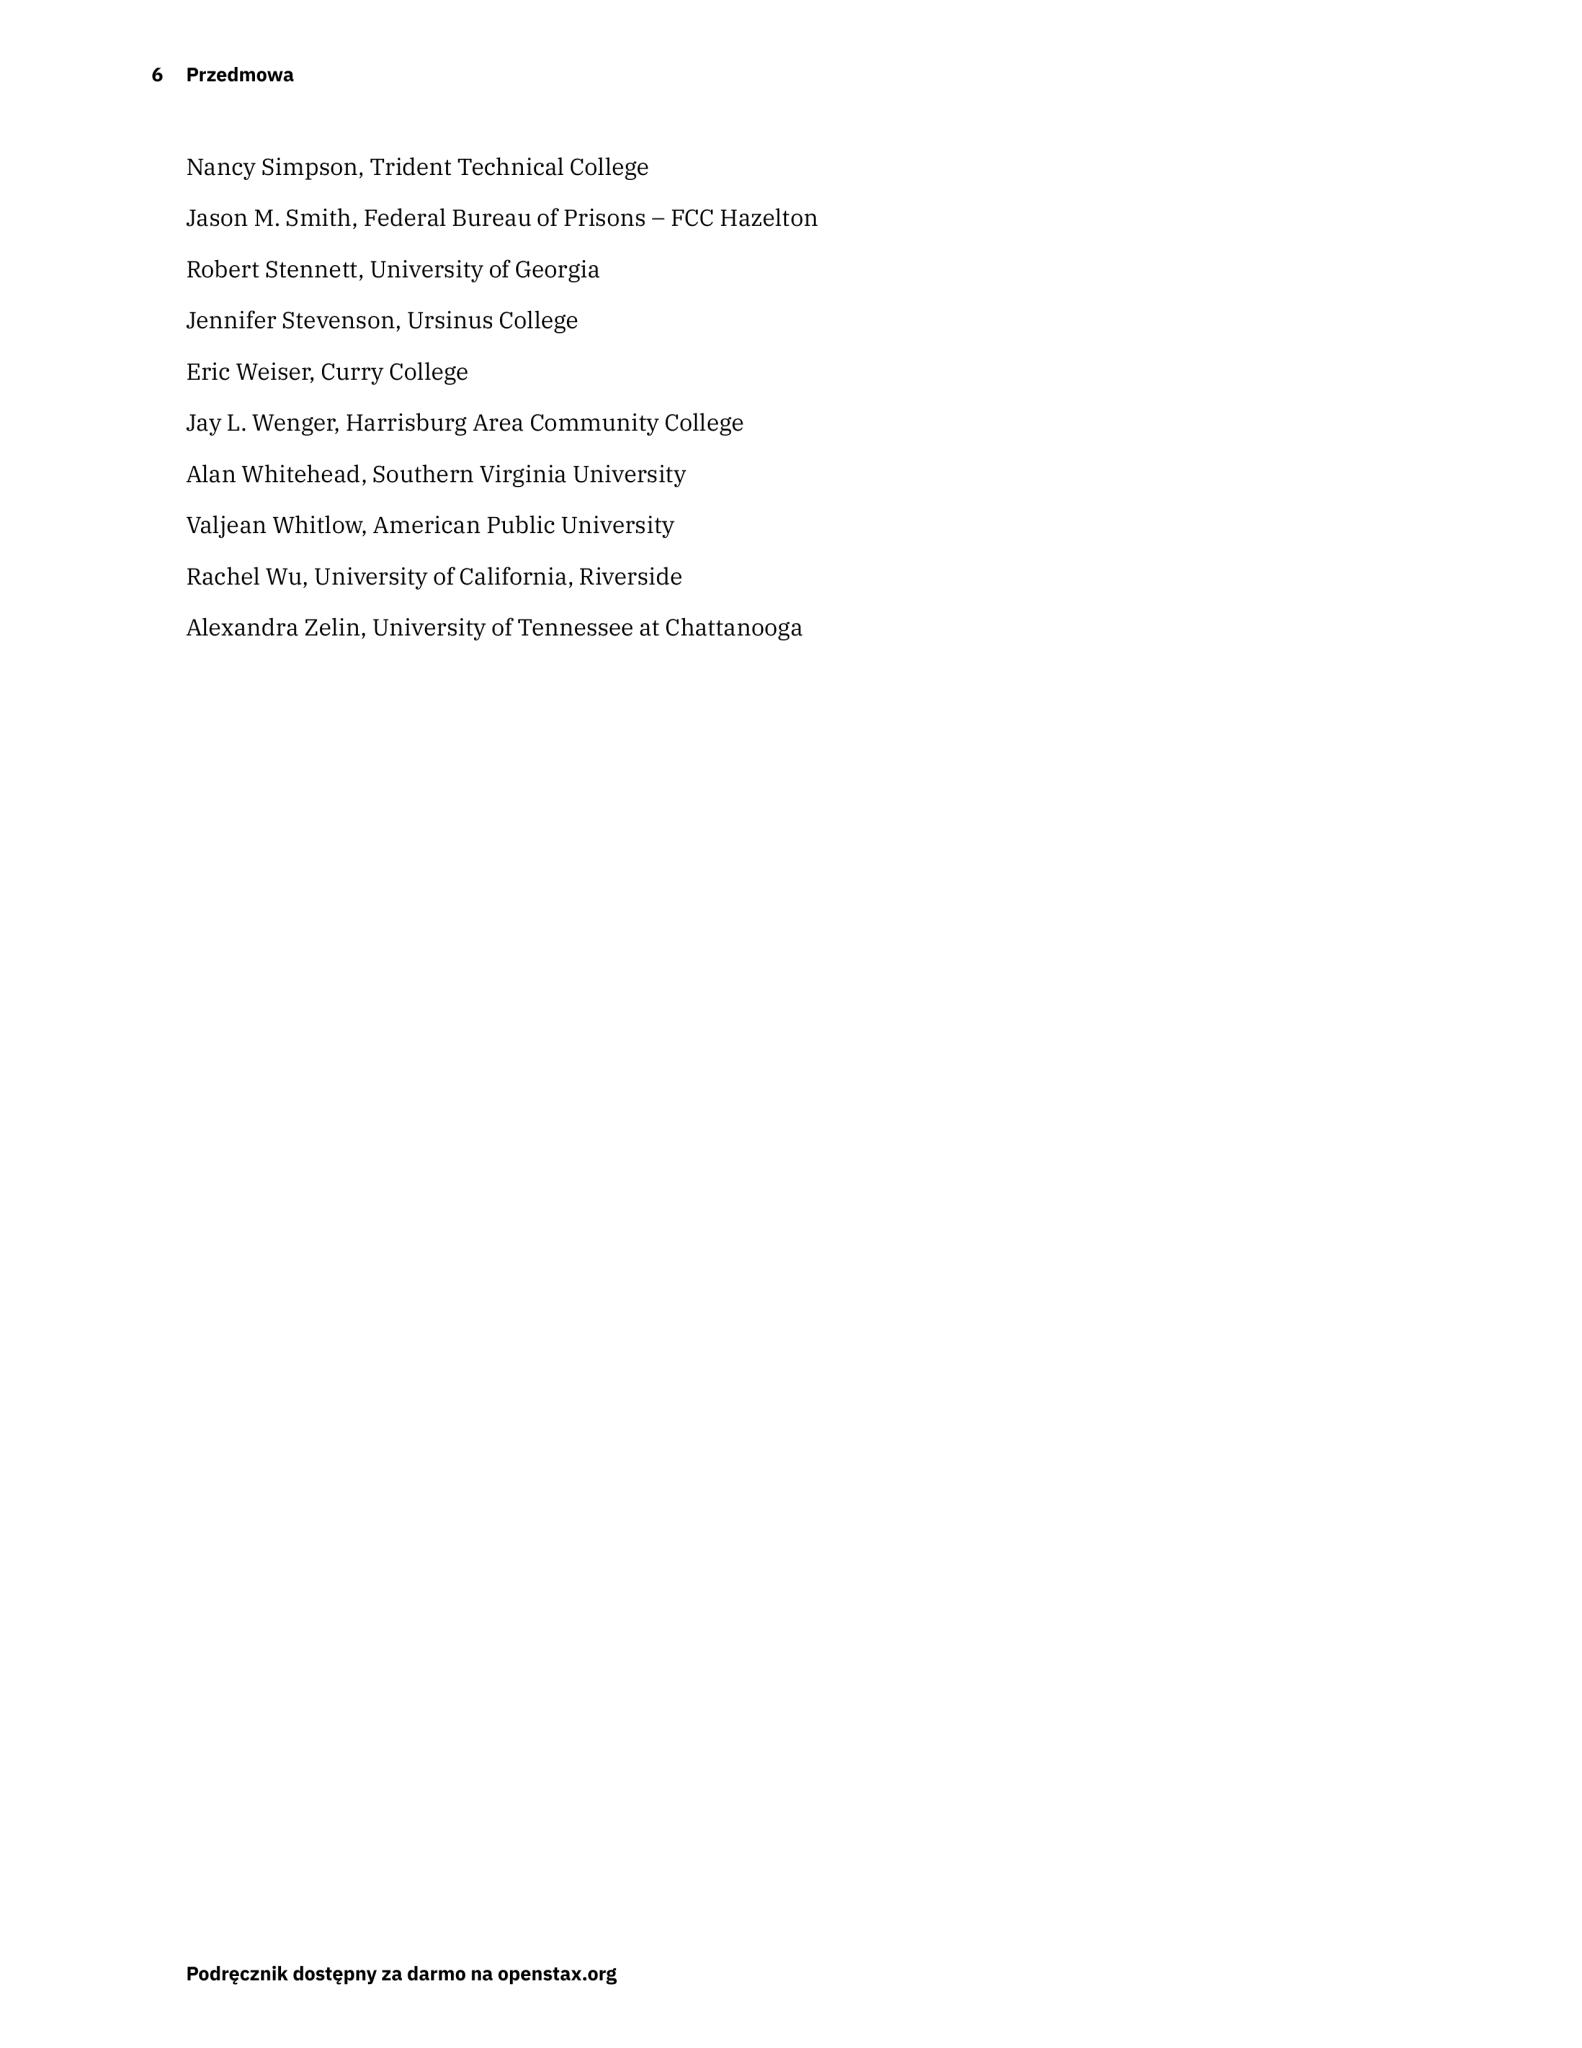 6 Przedmowa
Nancy Simpson, Trident Technical College
Jason M. Smith, Federal Bureau of Prisons – FCC Hazelton
Robert Stennett, University of Georgia
Jennifer Stevenson, Ursinus College
Eric Weiser, Curry College
Jay L. Wenger, Harrisburg Area Community College
Alan Whitehead, Southern Virginia University
Valjean Whitlow, American Public University
Rachel Wu, University of California, Riverside
Alexandra Zelin, University of Tennessee at Chattanooga
Podręcznik dostępny za darmo na openstax.org